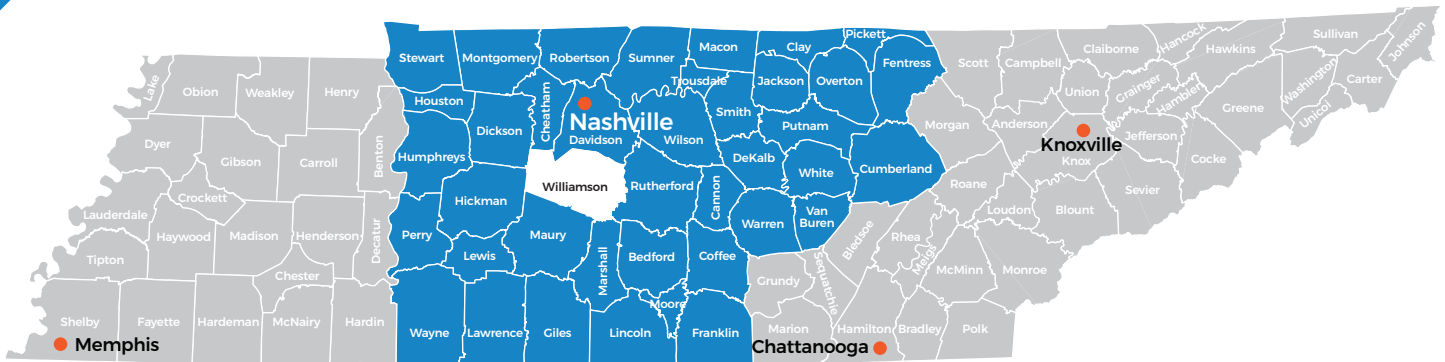 Stewart
Montgomery
Robertson
Sumner
Macon
Clay
Pickett
Fentress
Scott
Campbell
Claiborne
Hancock
Hawkins
Sullivan
Johnson
Lake
Obion
Weakley
Henry
Houston
Dickson
Cheatham
Nashville
Davidson
Wilson
Trousdale
Smith
Jackson
Overton
Putnam
Morgan
Anderson
Union
Grainger
Hamblen
Greene
Washington
Unicoi
Carter
Dyer
Gibson
Carroll
Benton
Humphreys
Williamson
Rutherford
Cannon
DeKalb
White
Cumberland
Roane
Knoxville
Knox
Jefferson
Cocke
Sevier
Blount
Loudon
Lauderdale
Crockett
Haywood
Madison
Henderson
Decatur
Perry
Hickman
Lewis
Maury
Marshall
Bedford
Coffee
Warren
Van
Buren
Bledsoe
Rhea
Meigs
McMinn
Monroe
Tipton
Chester
Grundy
Sequatchie
Shelby
Fayette
Hardeman
McNairy
Hardin
Wayne
Lawrence
Giles
Lincoln
Moore
Franklin
Marion
Hamilton
Bradley
Polk
Memphis
Chattanooga